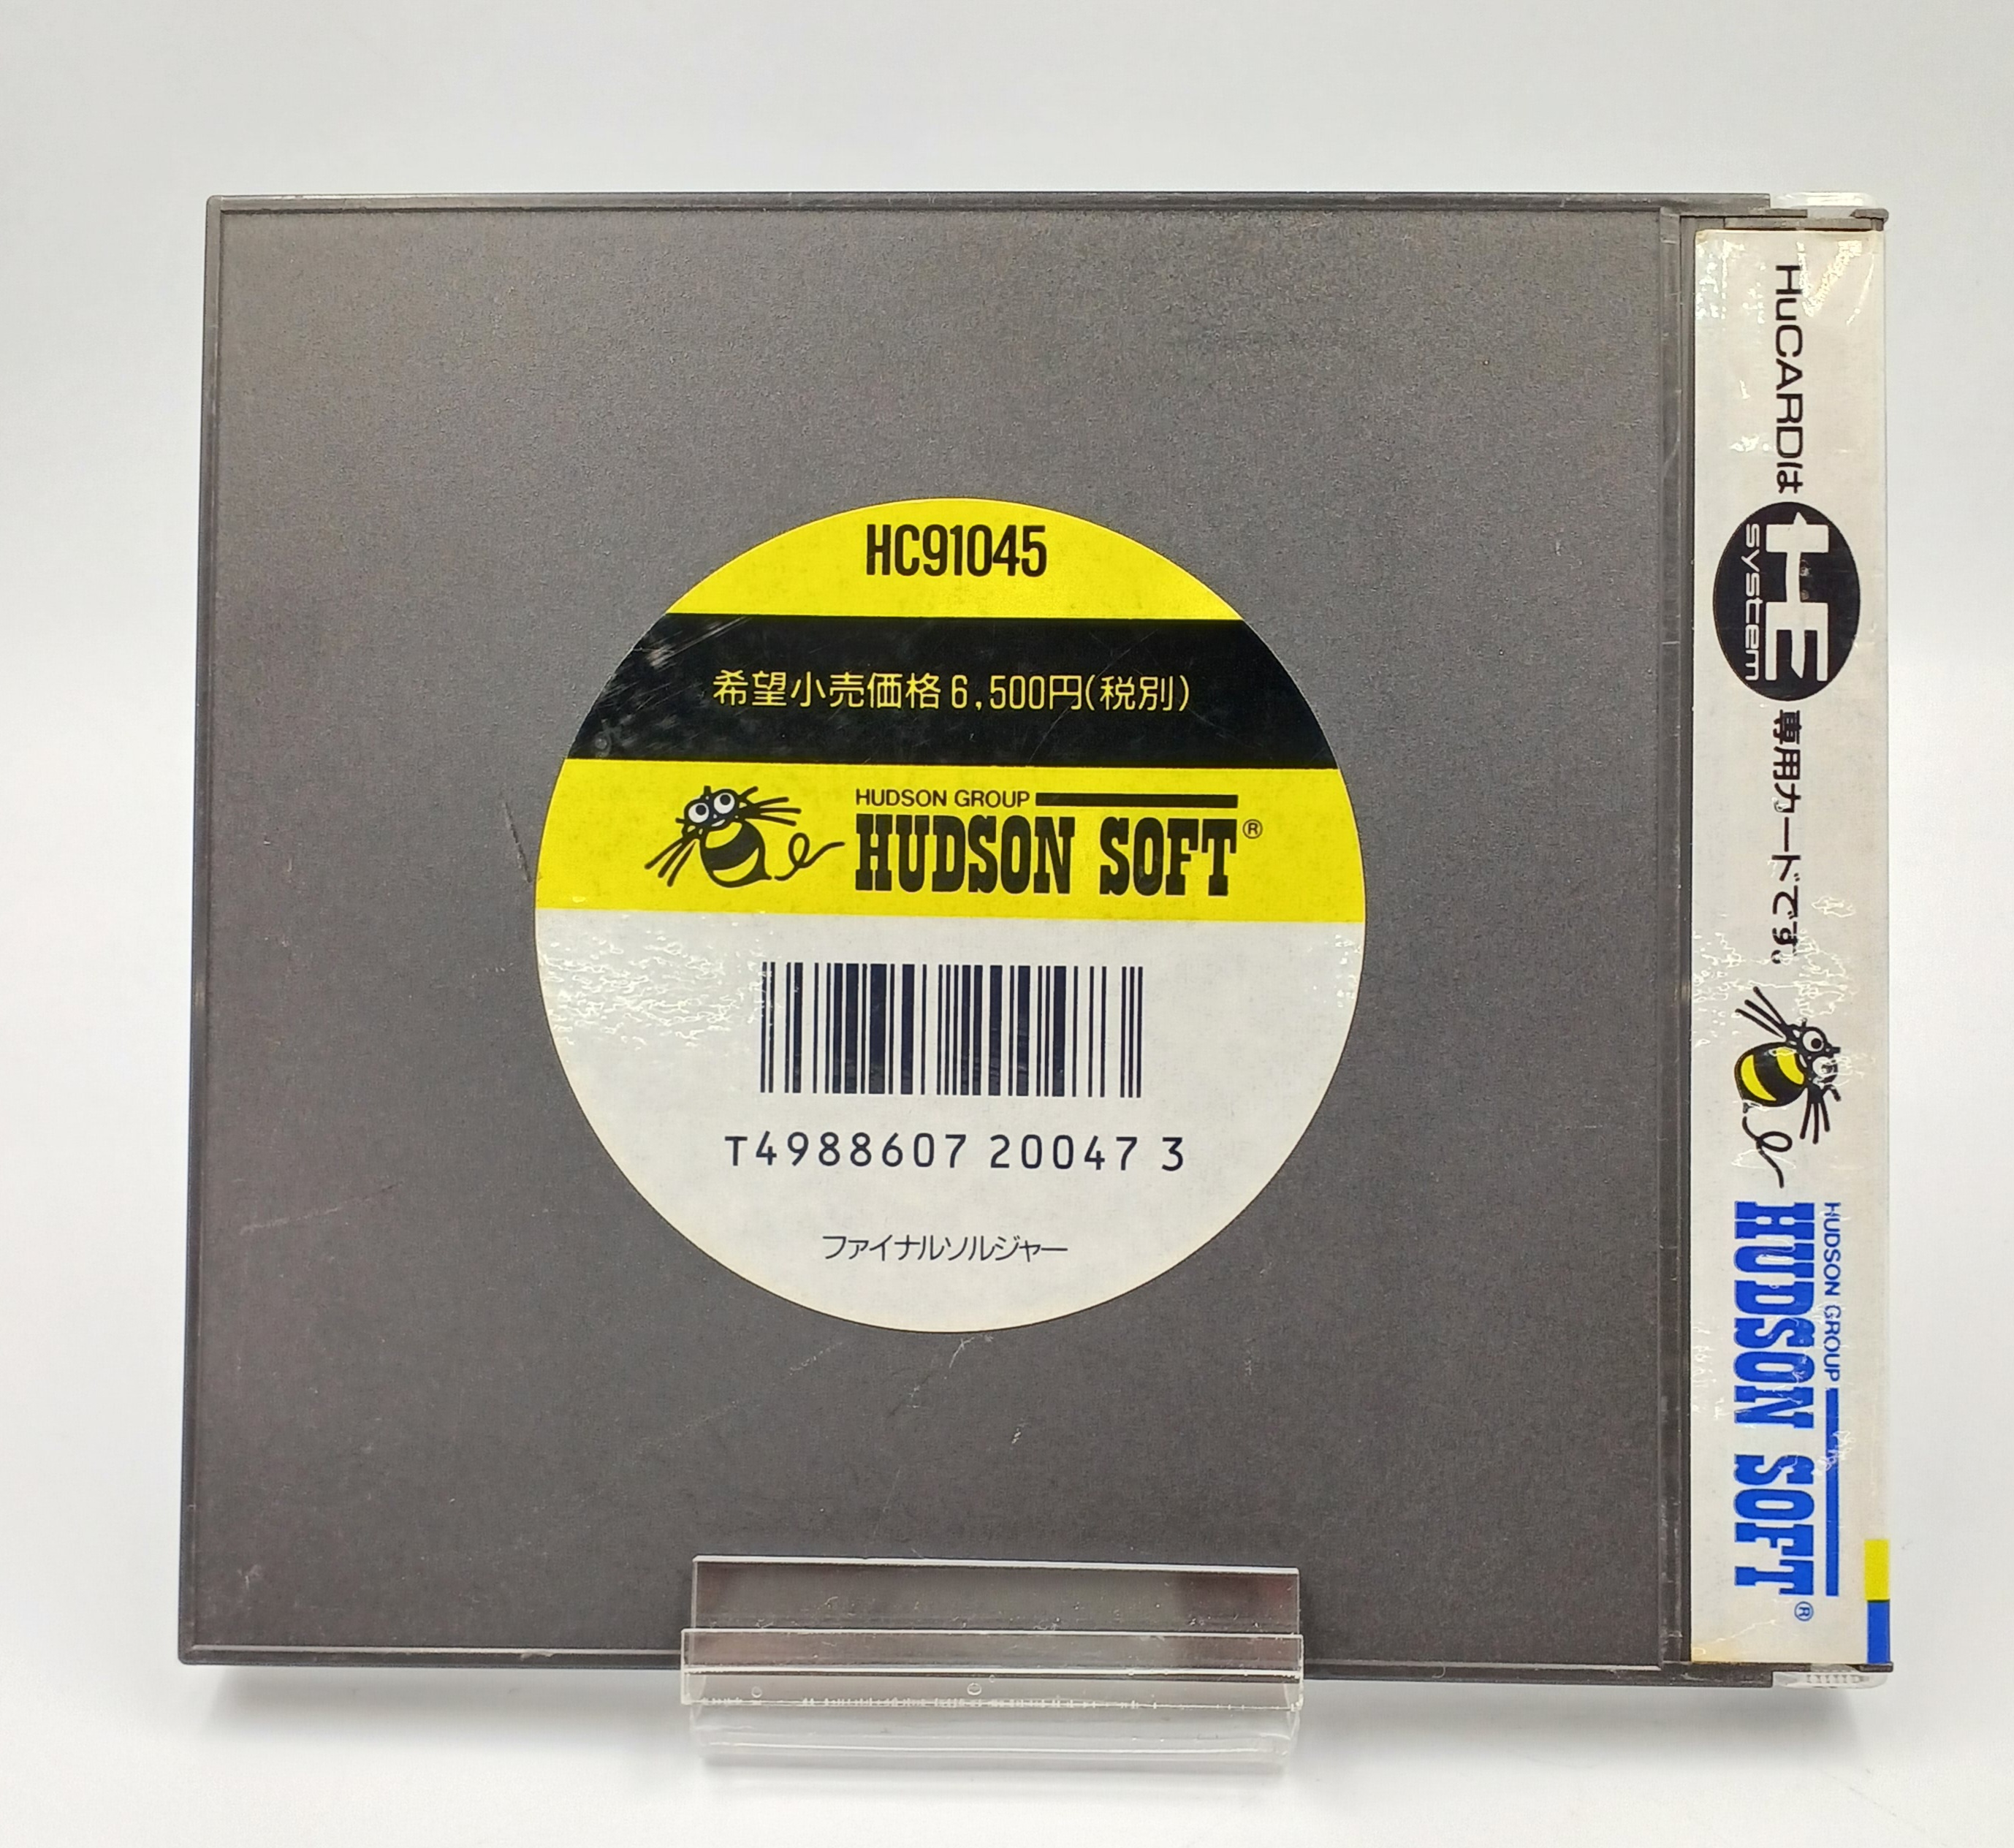 HC91045
希望小売価格6,500円(税別)
HUDSON GROUP
HUDSON SOFT®
T4988607 20047 3
ファイナルソルジャー
HuCARDは HE system 専用カードです。
HUDSON GROUP
HUDSON SOFT®